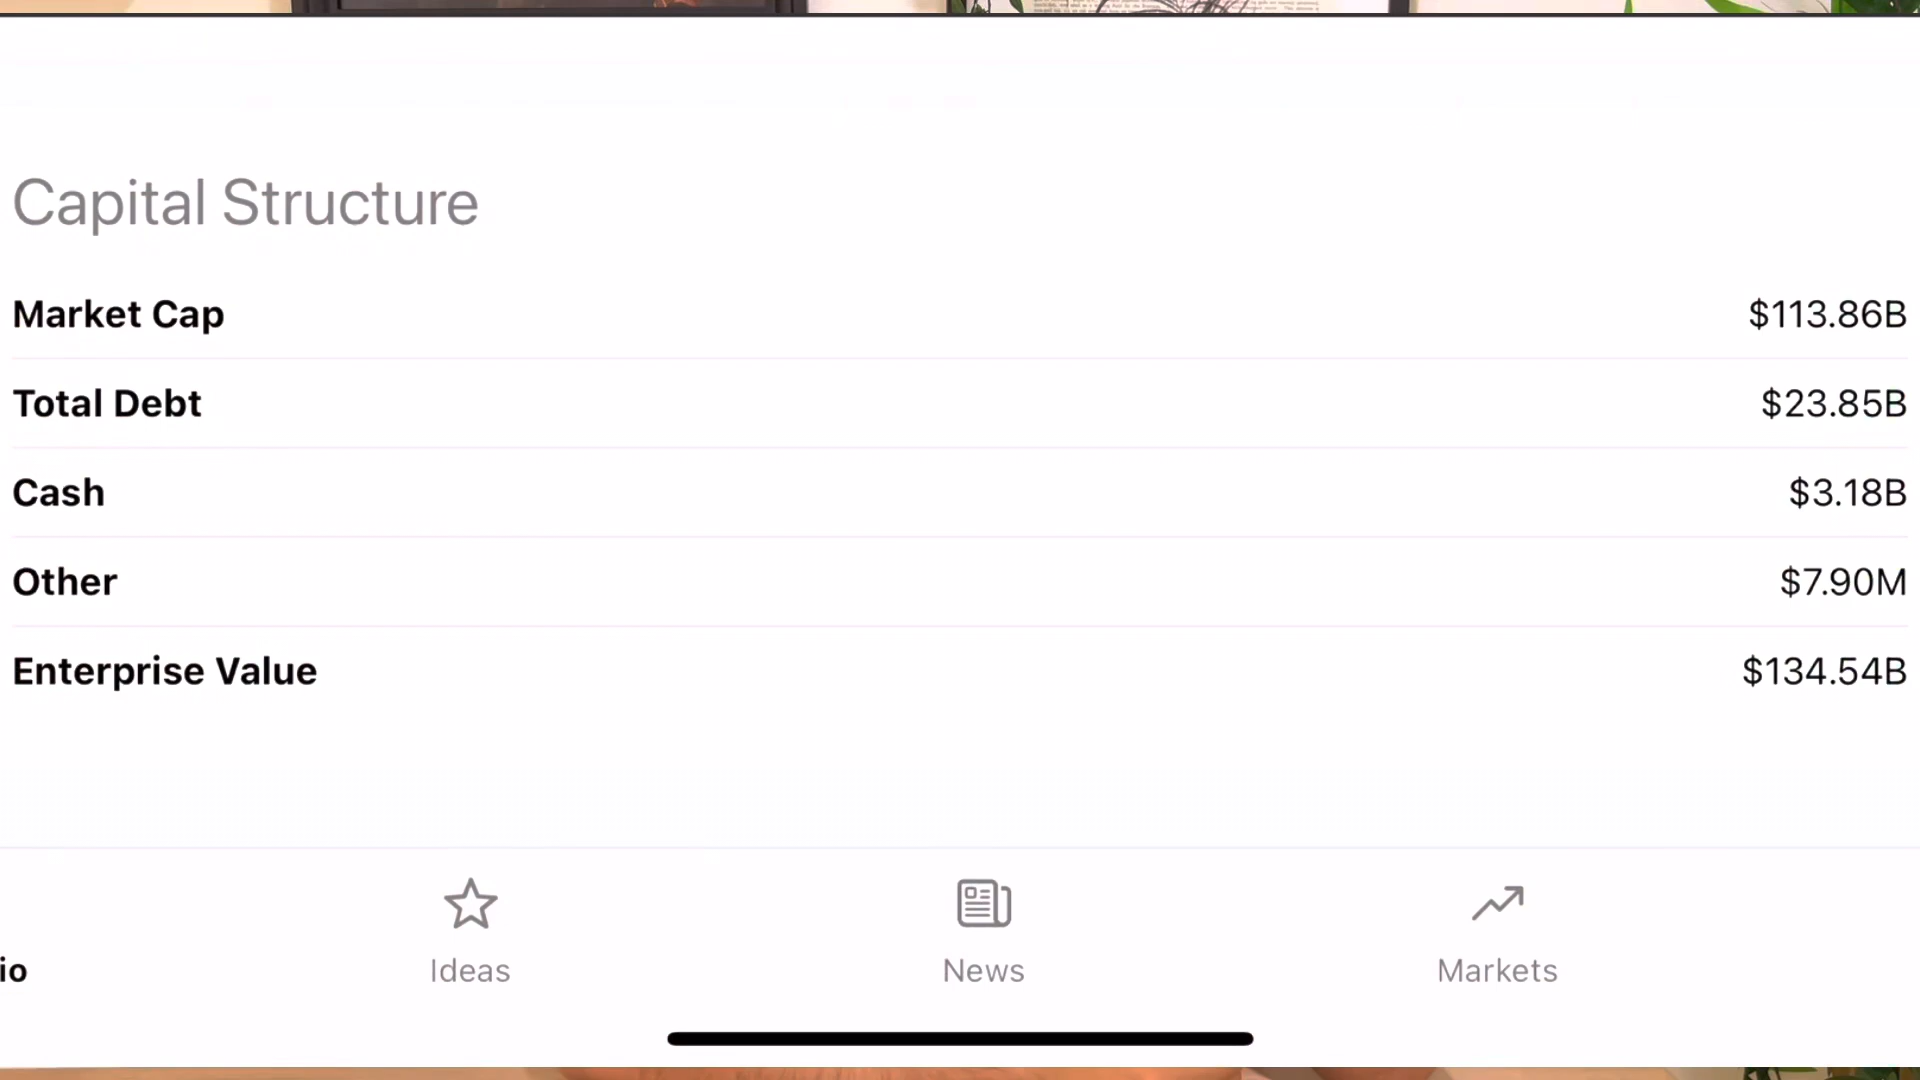 Capital Structure
Market Cap $113.86B
Total Debt $23.85B
Cash $3.18B
Other $7.90M
Enterprise Value $134.54B
io Ideas News Markets